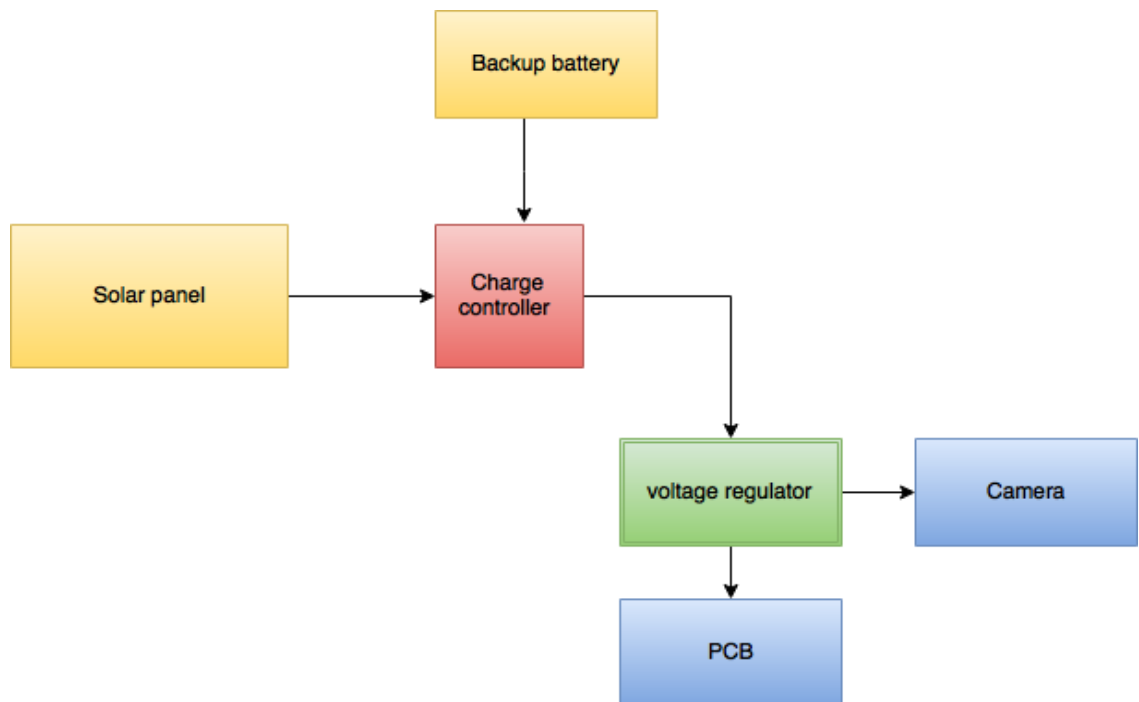 Backup battery
Solar panel
Charge
controller
voltage regulator
Camera
PCB